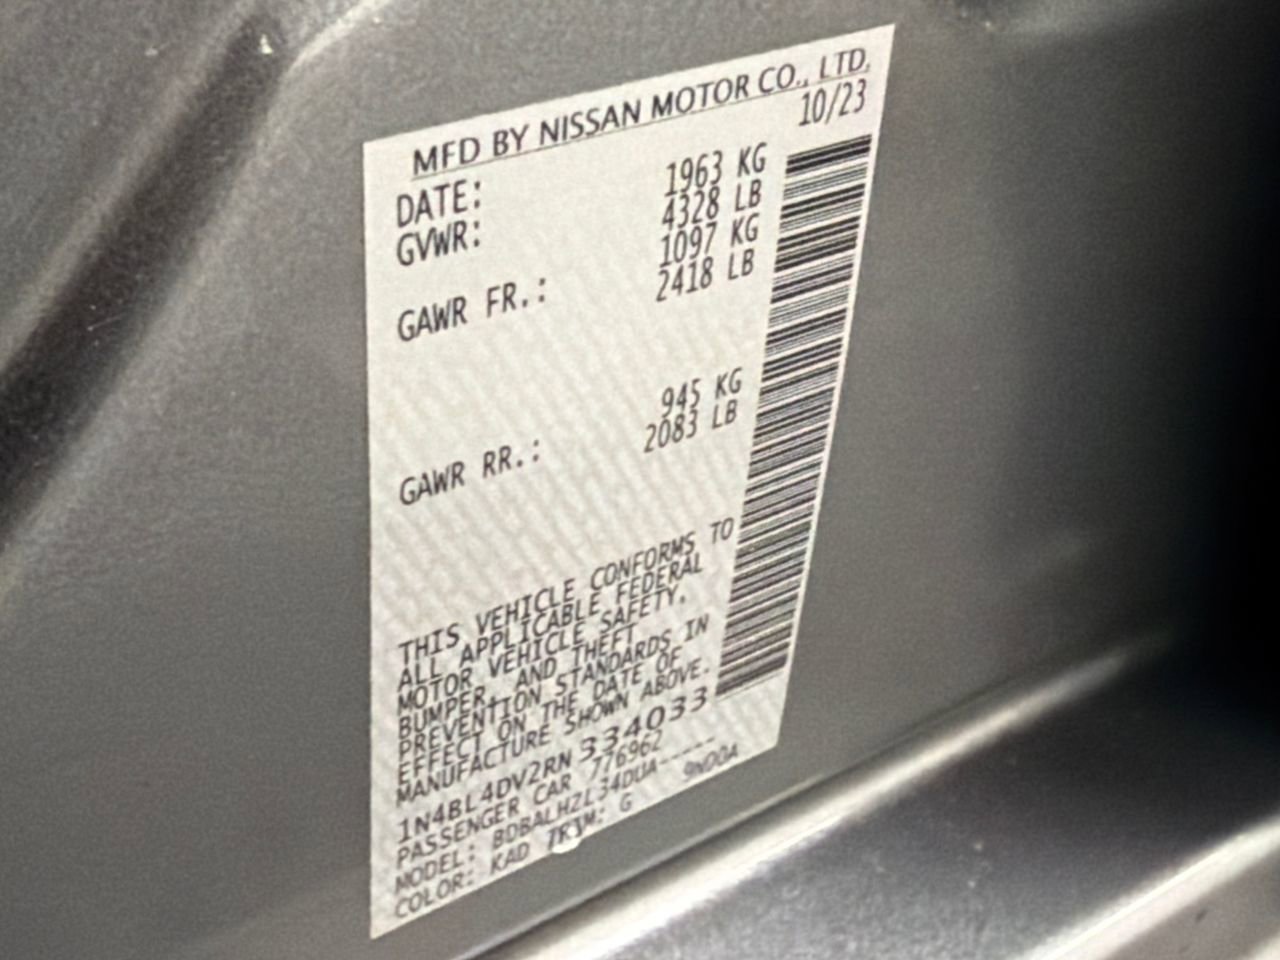 MFD BY NISSAN MOTOR CO., LTD.
DATE: 10/23
GVWR: 1963 KG
4328 LB
GAWR FR.: 1097 KG
2418 LB
GAWR RR.: 945 KG
2083 LB
THIS VEHICLE CONFORMS TO
ALL APPLICABLE FEDERAL
MOTOR VEHICLE SAFETY,
BUMPER, AND THEFT
PREVENTION STANDARDS IN
EFFECT ON THE DATE OF
MANUFACTURE SHOWN ABOVE.
1N4BL4DV2RN334033
PASSENGER CAR 776962
MODEL: BDBALHZL34DUA-----
COLOR: KAD TRIM: G